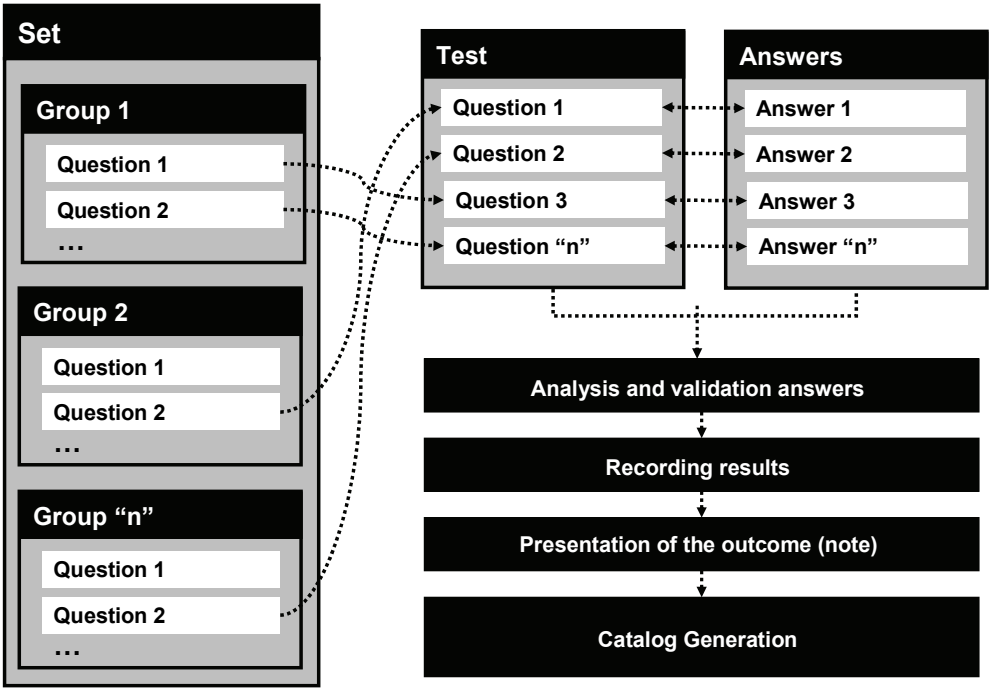 Set
Group 1
Question 1
Question 2
…
Group 2
Question 1
Question 2
…
Group “n”
Question 1
Question 2
…
Test
Question 1
Question 2
Question 3
Question “n”
Answers
Answer 1
Answer 2
Answer 3
Answer “n”
Analysis and validation answers
Recording results
Presentation of the outcome (note)
Catalog Generation